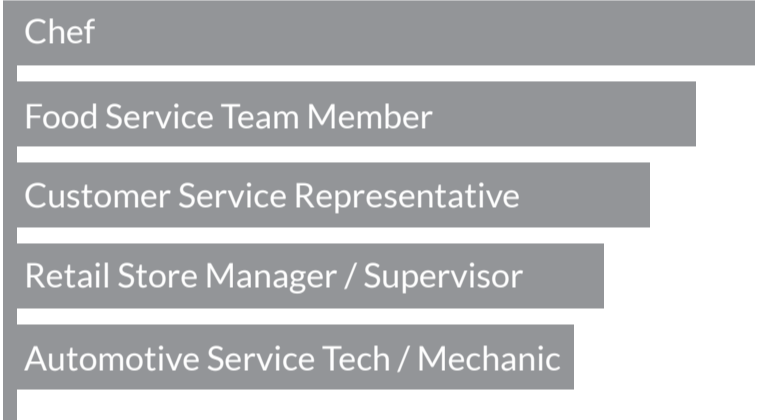 Chef
Food Service Team Member
Customer Service Representative
Retail Store Manager / Supervisor
Automotive Service Tech / Mechanic